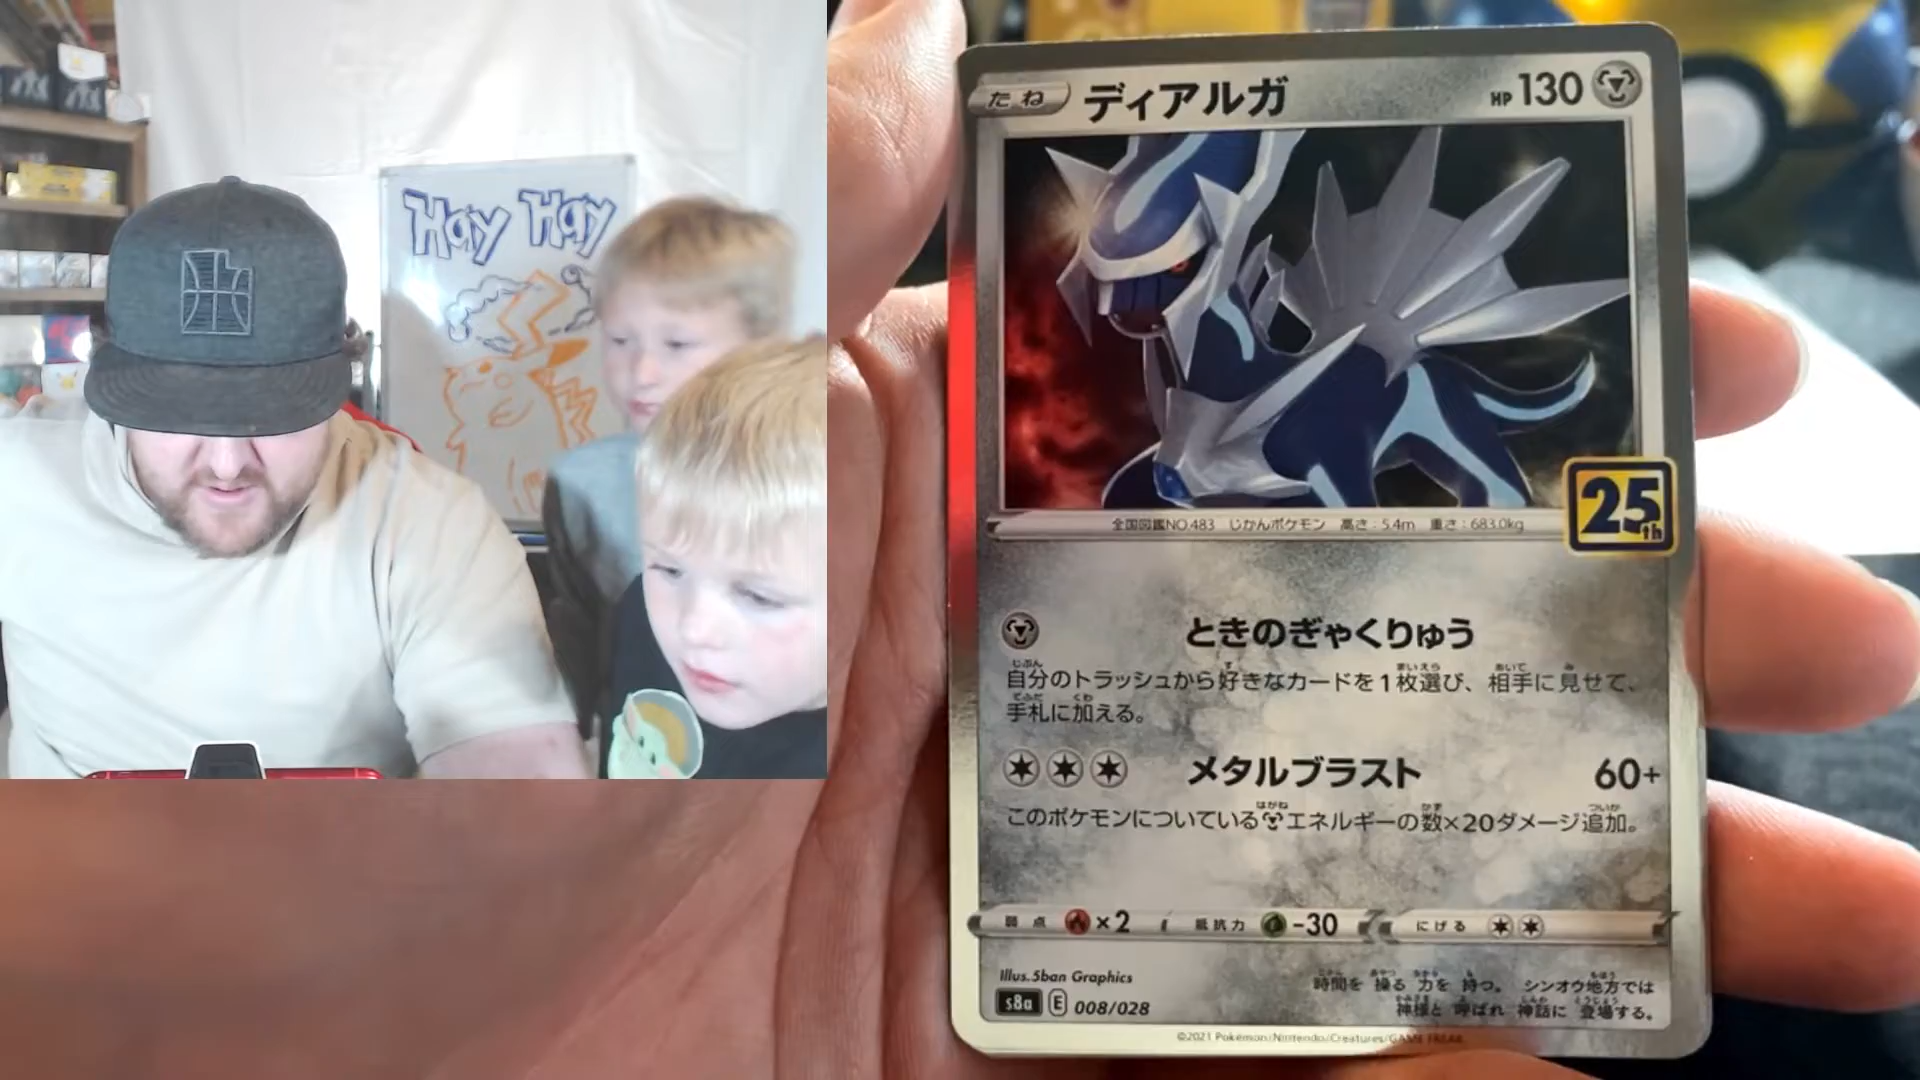 Hay Hay
たね ディアルガ HP 130
全国図鑑NO.483 じかんポケモン 高さ：5.4m 重さ：683.0kg
25th
ときのぎゃくりゅう
自分のトラッシュから好きなカードを1枚選び、相手に見せて、
手札に加える。
メタルブラスト 60+
このポケモンについているエネルギーの数×20ダメージ追加。
弱点 ×2 抵抗力 -30 にげる
Illus. 5ban Graphics
s8a E 008/028
時間を操る力を持つ。シンオウ地方では
神様と呼ばれ神話に登場する。
©2021 Pokémon/Nintendo/Creatures/GAME FREAK